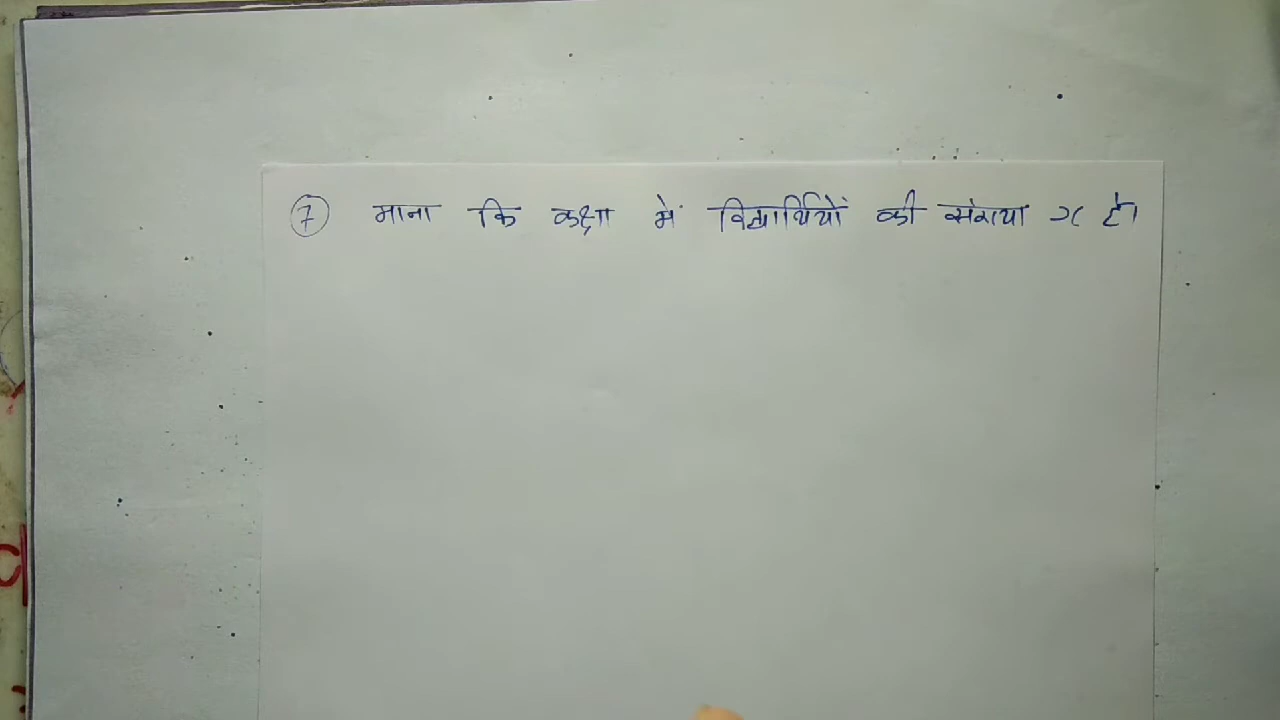 ⑦ माना कि कक्षा में विद्यार्थियों की संख्या x है।